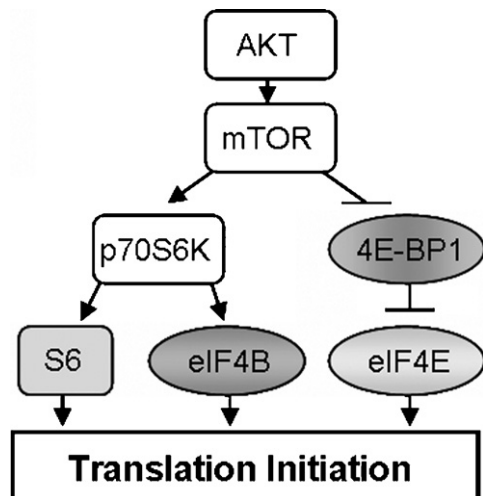 AKT
mTOR
p70S6K
4E-BP1
S6
eIF4B
eIF4E
Translation Initiation